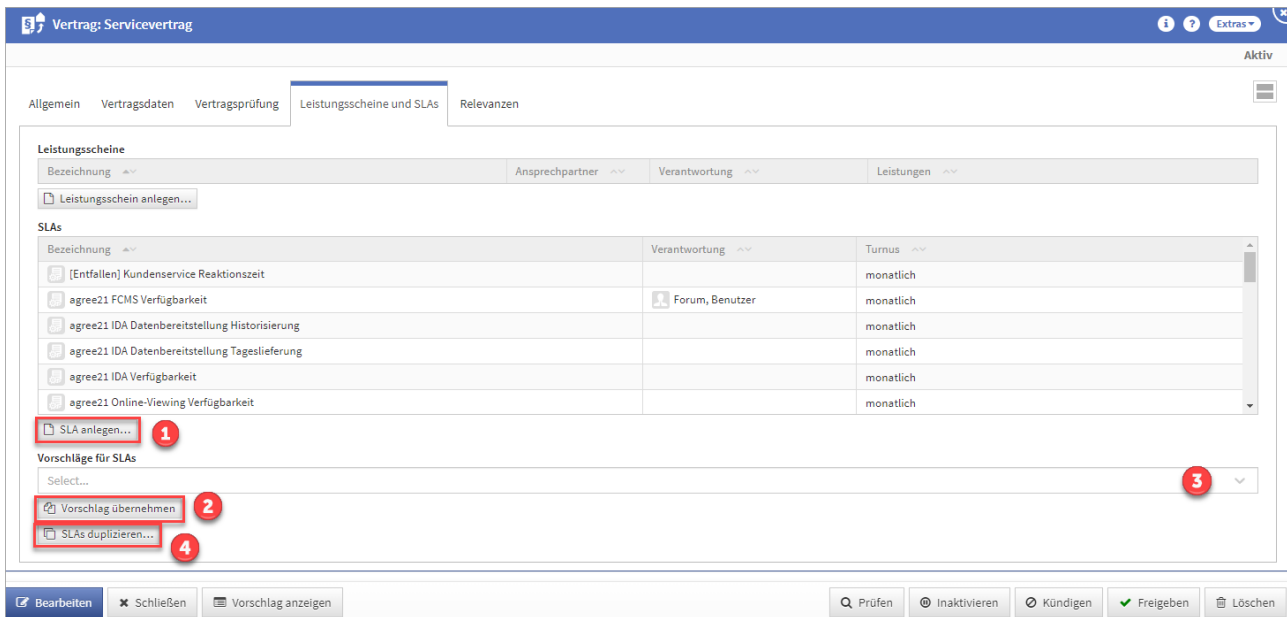 Vertrag: Servicevertrag
i ? Extras
Aktiv
Allgemein Vertragsdaten Vertragsprüfung Leistungsscheine und SLAs Relevanzen
Leistungsscheine
Bezeichnung Ansprechpartner Verantwortung Leistungen
Leistungsschein anlegen...
SLAs
Bezeichnung Verantwortung Turnus
[Entfallen] Kundenservice Reaktionszeit monatlich
agree21 FCMS Verfügbarkeit Forum, Benutzer monatlich
agree21 IDA Datenbereitstellung Historisierung monatlich
agree21 IDA Datenbereitstellung Tageslieferung monatlich
agree21 IDA Verfügbarkeit monatlich
agree21 Online-Viewing Verfügbarkeit monatlich
SLA anlegen... 1
Vorschläge für SLAs
Select... 3
Vorschlag übernehmen 2
SLAs duplizieren... 4
Bearbeiten Schließen Vorschlag anzeigen Prüfen Inaktivieren Kündigen Freigeben Löschen